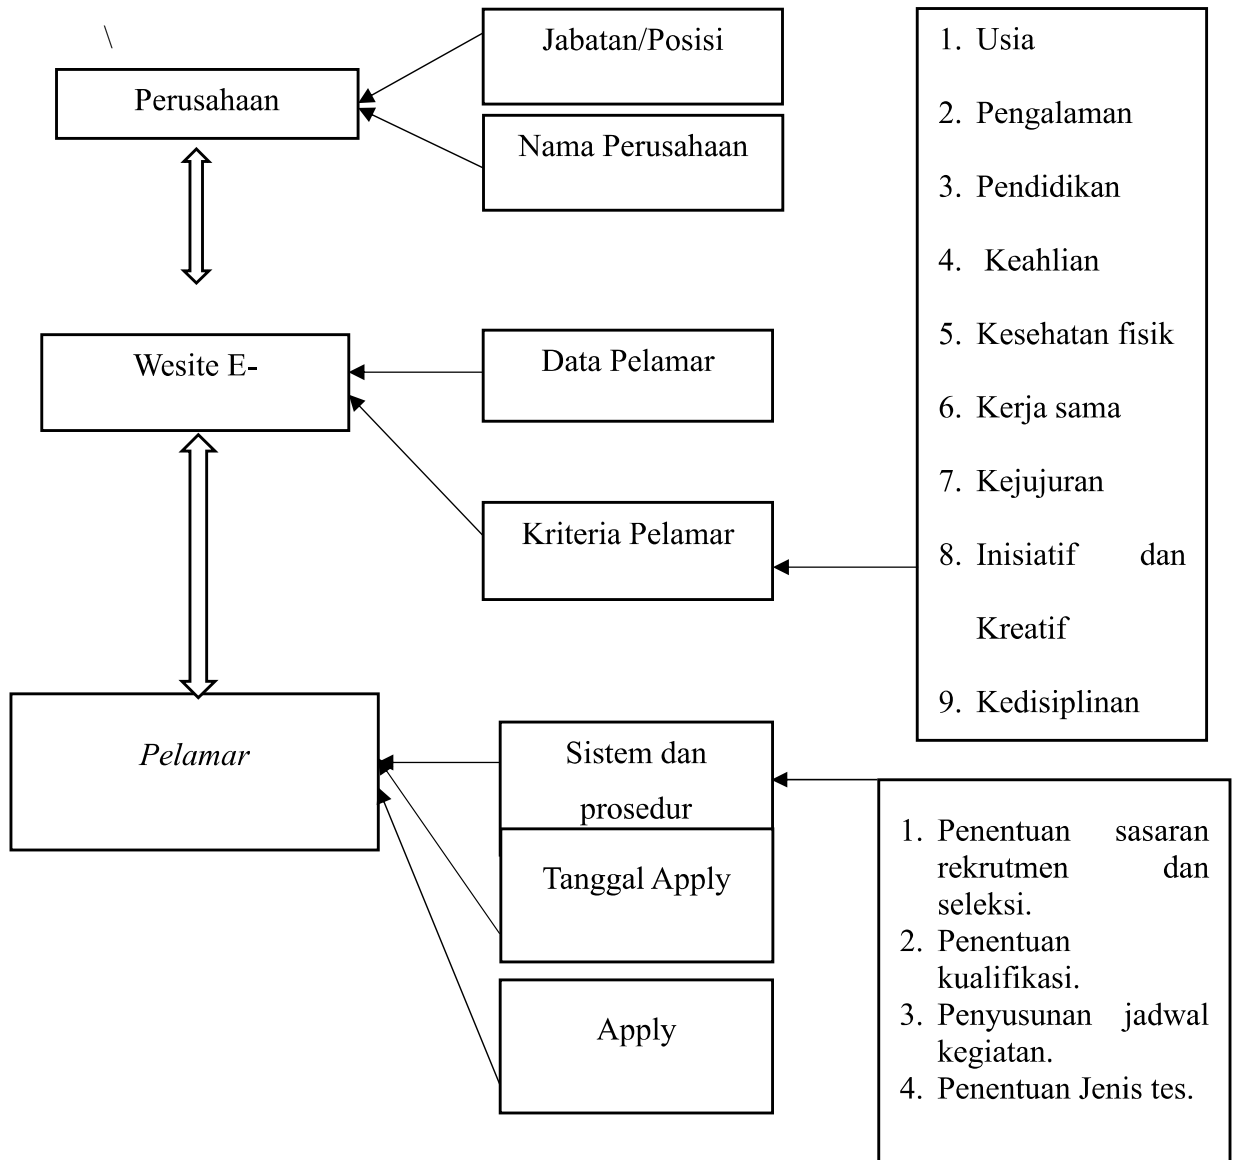 \
Perusahaan
Jabatan/Posisi
Nama Perusahaan
Wesite E-
Data Pelamar
Kriteria Pelamar
1. Usia
2. Pengalaman
3. Pendidikan
4. Keahlian
5. Kesehatan fisik
6. Kerja sama
7. Kejujuran
8. Inisiatif dan
Kreatif
9. Kedisiplinan
Pelamar
Sistem dan
prosedur
Tanggal Apply
Apply
1. Penentuan sasaran
rekrutmen dan
seleksi.
2. Penentuan
kualifikasi.
3. Penyusunan jadwal
kegiatan.
4. Penentuan Jenis tes.